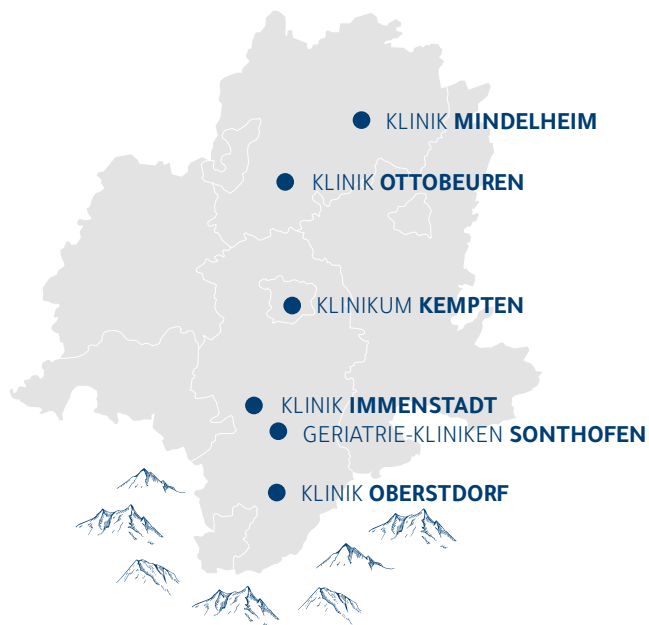 KLINIK MINDELHEIM
KLINIK OTTOBEUREN
KLINIKUM KEMPTEN
KLINIK IMMENSTADT
GERIATRIE-KLINIKEN SONTHOFEN
KLINIK OBERSTDORF